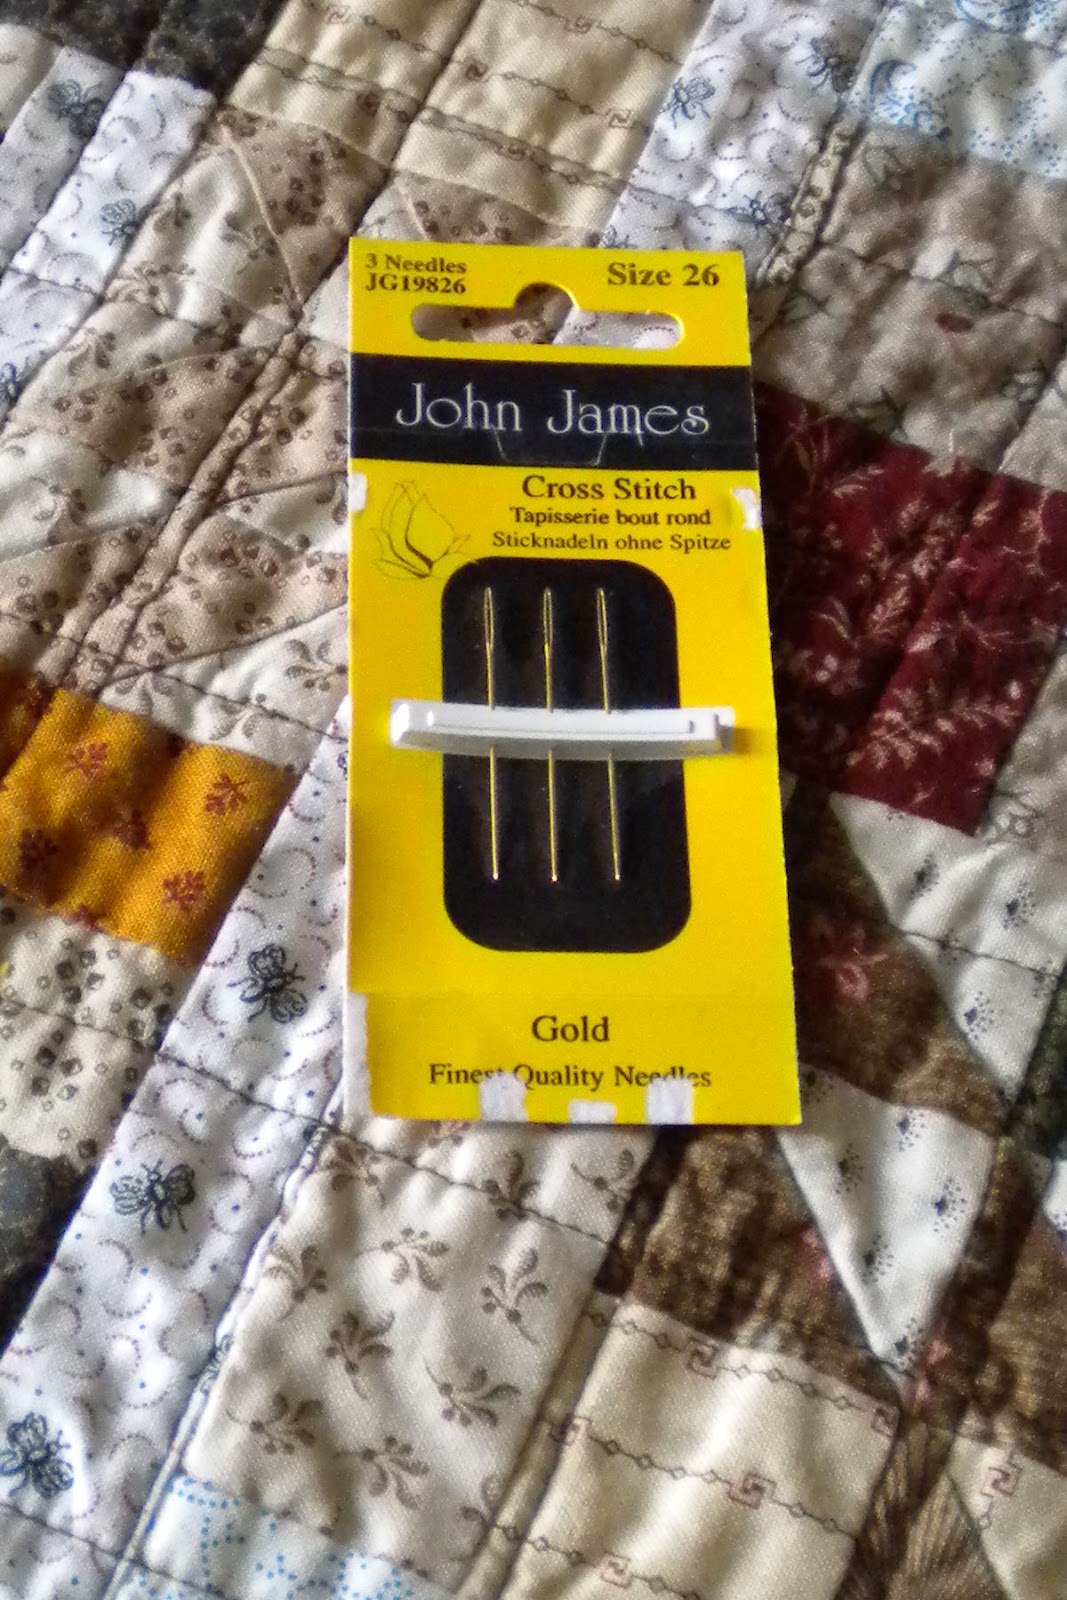 3 Needles
JG19826
Size 26
John James
Cross Stitch
Tapisserie bout rond
Sticknadeln ohne Spitze
Gold
Finest Quality Needles